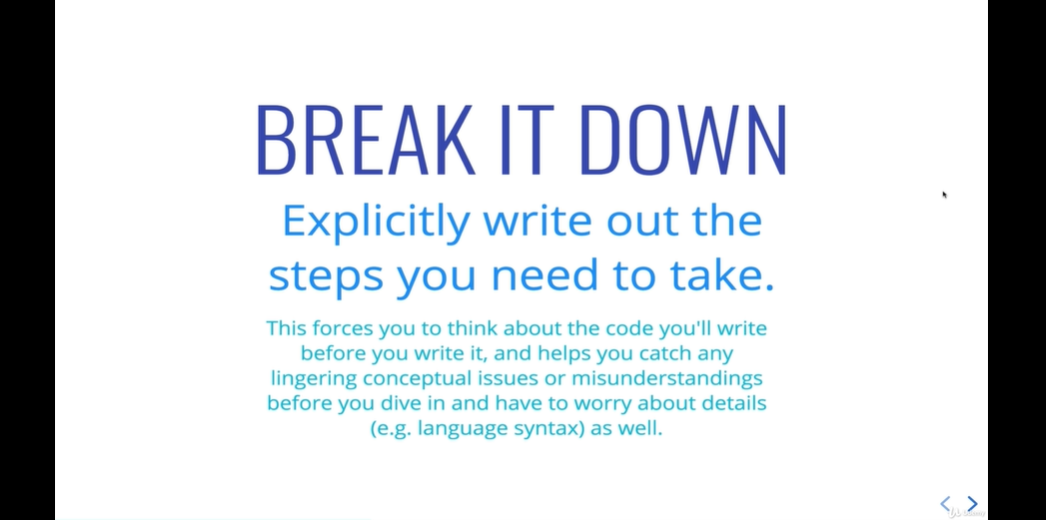 BREAK IT DOWN
Explicitly write out the
steps you need to take.
This forces you to think about the code you'll write
before you write it, and helps you catch any
lingering conceptual issues or misunderstandings
before you dive in and have to worry about details
(e.g. language syntax) as well.